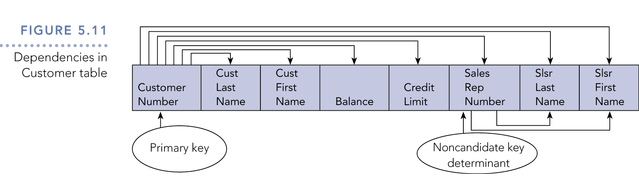 FIGURE 5.11
Dependencies in
Customer table
Customer
Number
Cust
Last
Name
Cust
First
Name
Balance
Credit
Limit
Sales
Rep
Number
Slsr
Last
Name
Slsr
First
Name
Primary key
Noncandidate key
determinant